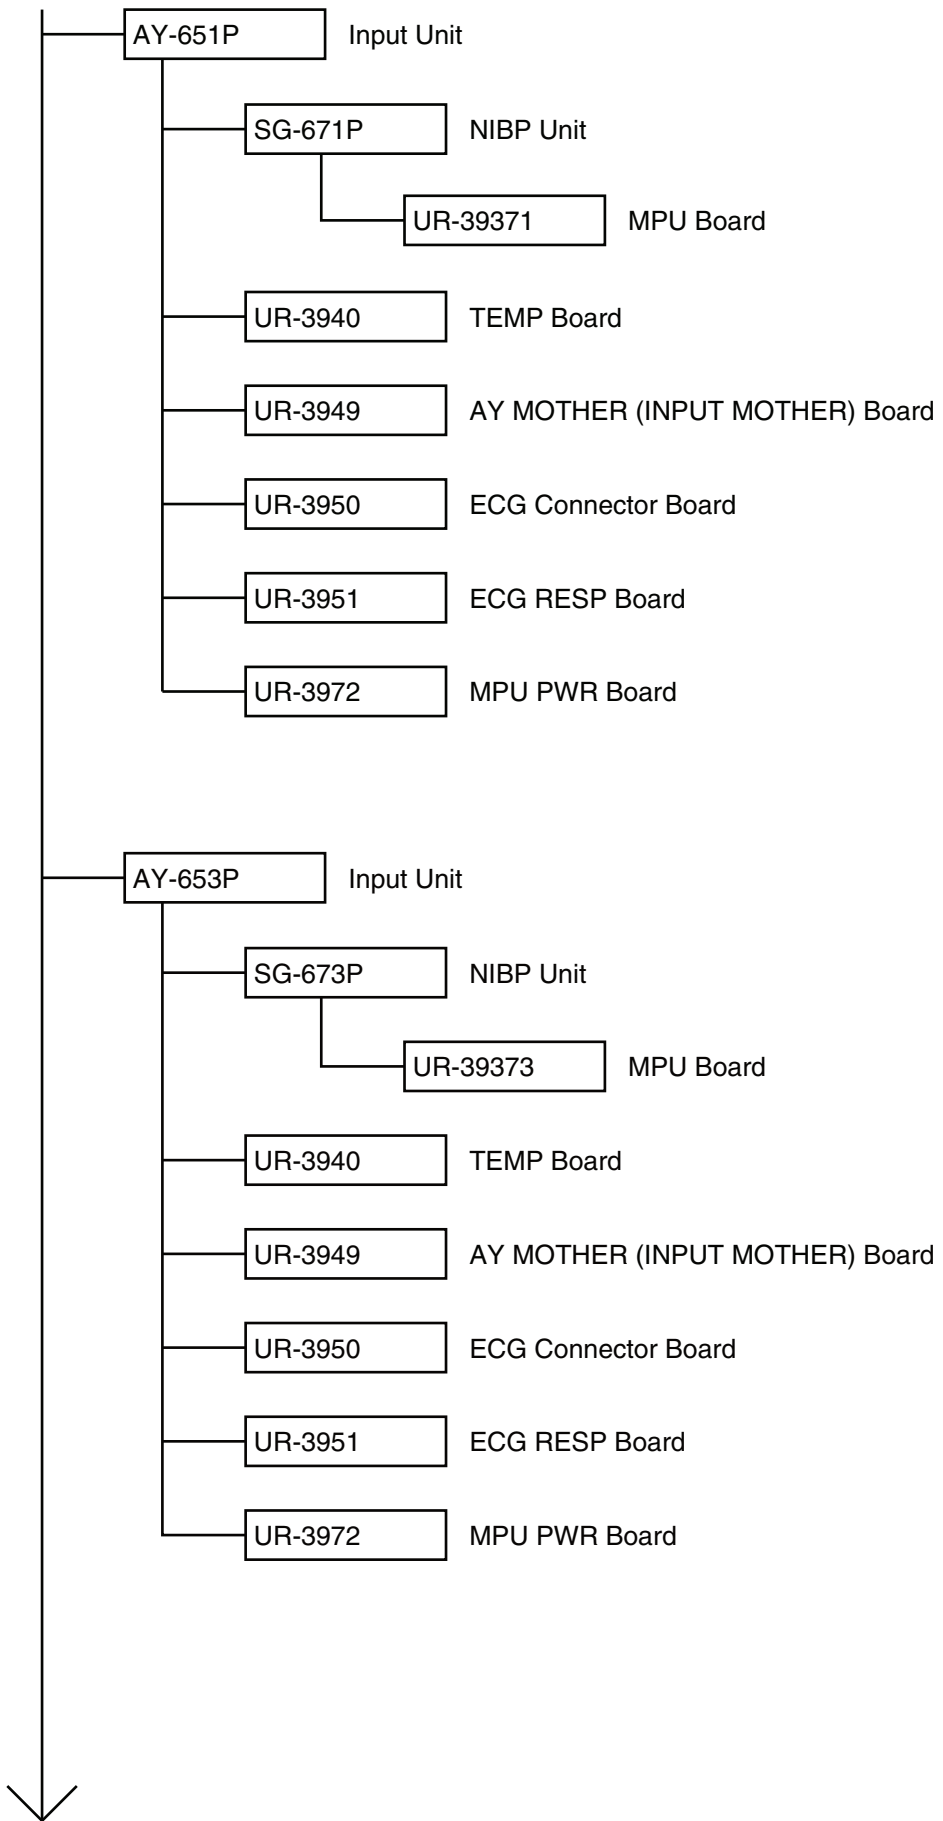 AY-651P Input Unit
SG-671P NIBP Unit
UR-39371 MPU Board
UR-3940 TEMP Board
UR-3949 AY MOTHER (INPUT MOTHER) Board
UR-3950 ECG Connector Board
UR-3951 ECG RESP Board
UR-3972 MPU PWR Board
AY-653P Input Unit
SG-673P NIBP Unit
UR-39373 MPU Board
UR-3940 TEMP Board
UR-3949 AY MOTHER (INPUT MOTHER) Board
UR-3950 ECG Connector Board
UR-3951 ECG RESP Board
UR-3972 MPU PWR Board